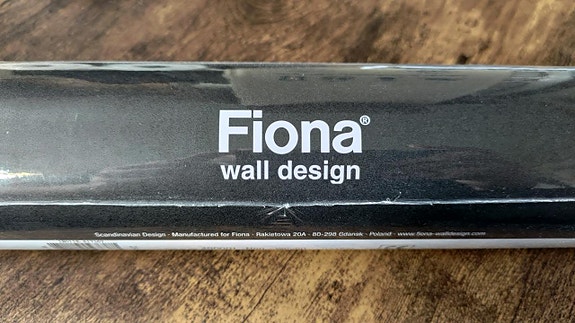 Fiona®
wall design
Scandinavian Design · Manufactured for Fiona · Rakietowa 20A · 80-298 Gdansk · Poland · www.fiona-walldesign.com